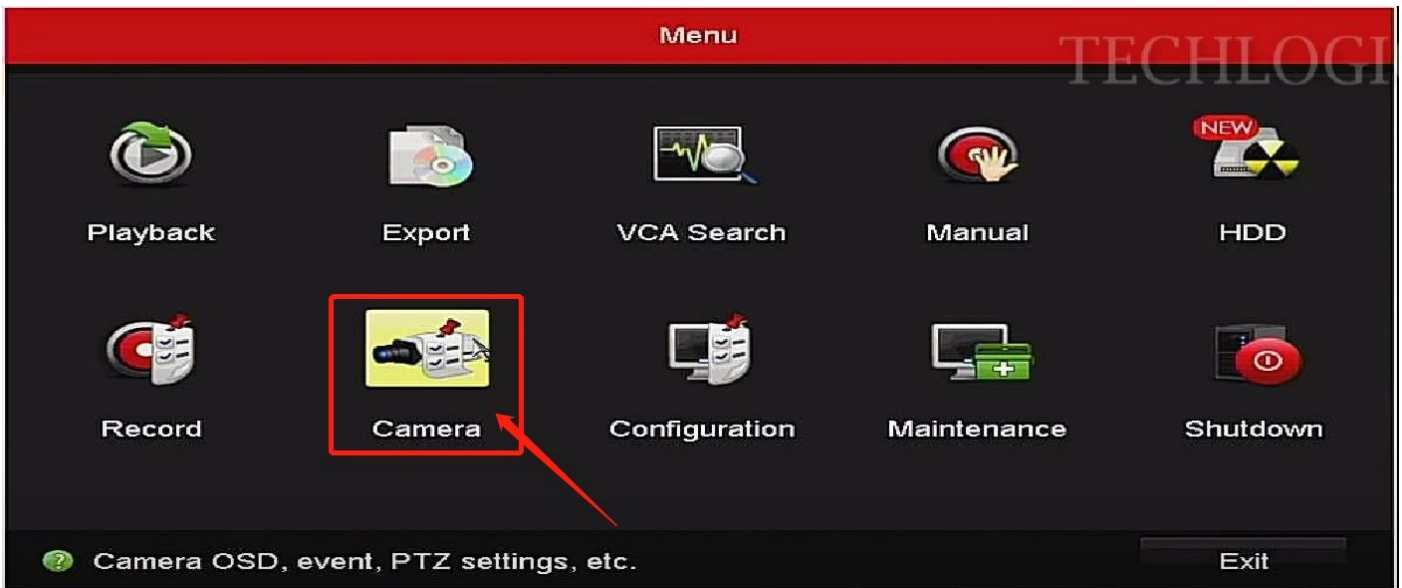 Menu
TECHLOGI
NEW
Playback
Export
VCA Search
Manual
HDD
Record
Camera
Configuration
Maintenance
Shutdown
Camera OSD, event, PTZ settings, etc.
Exit